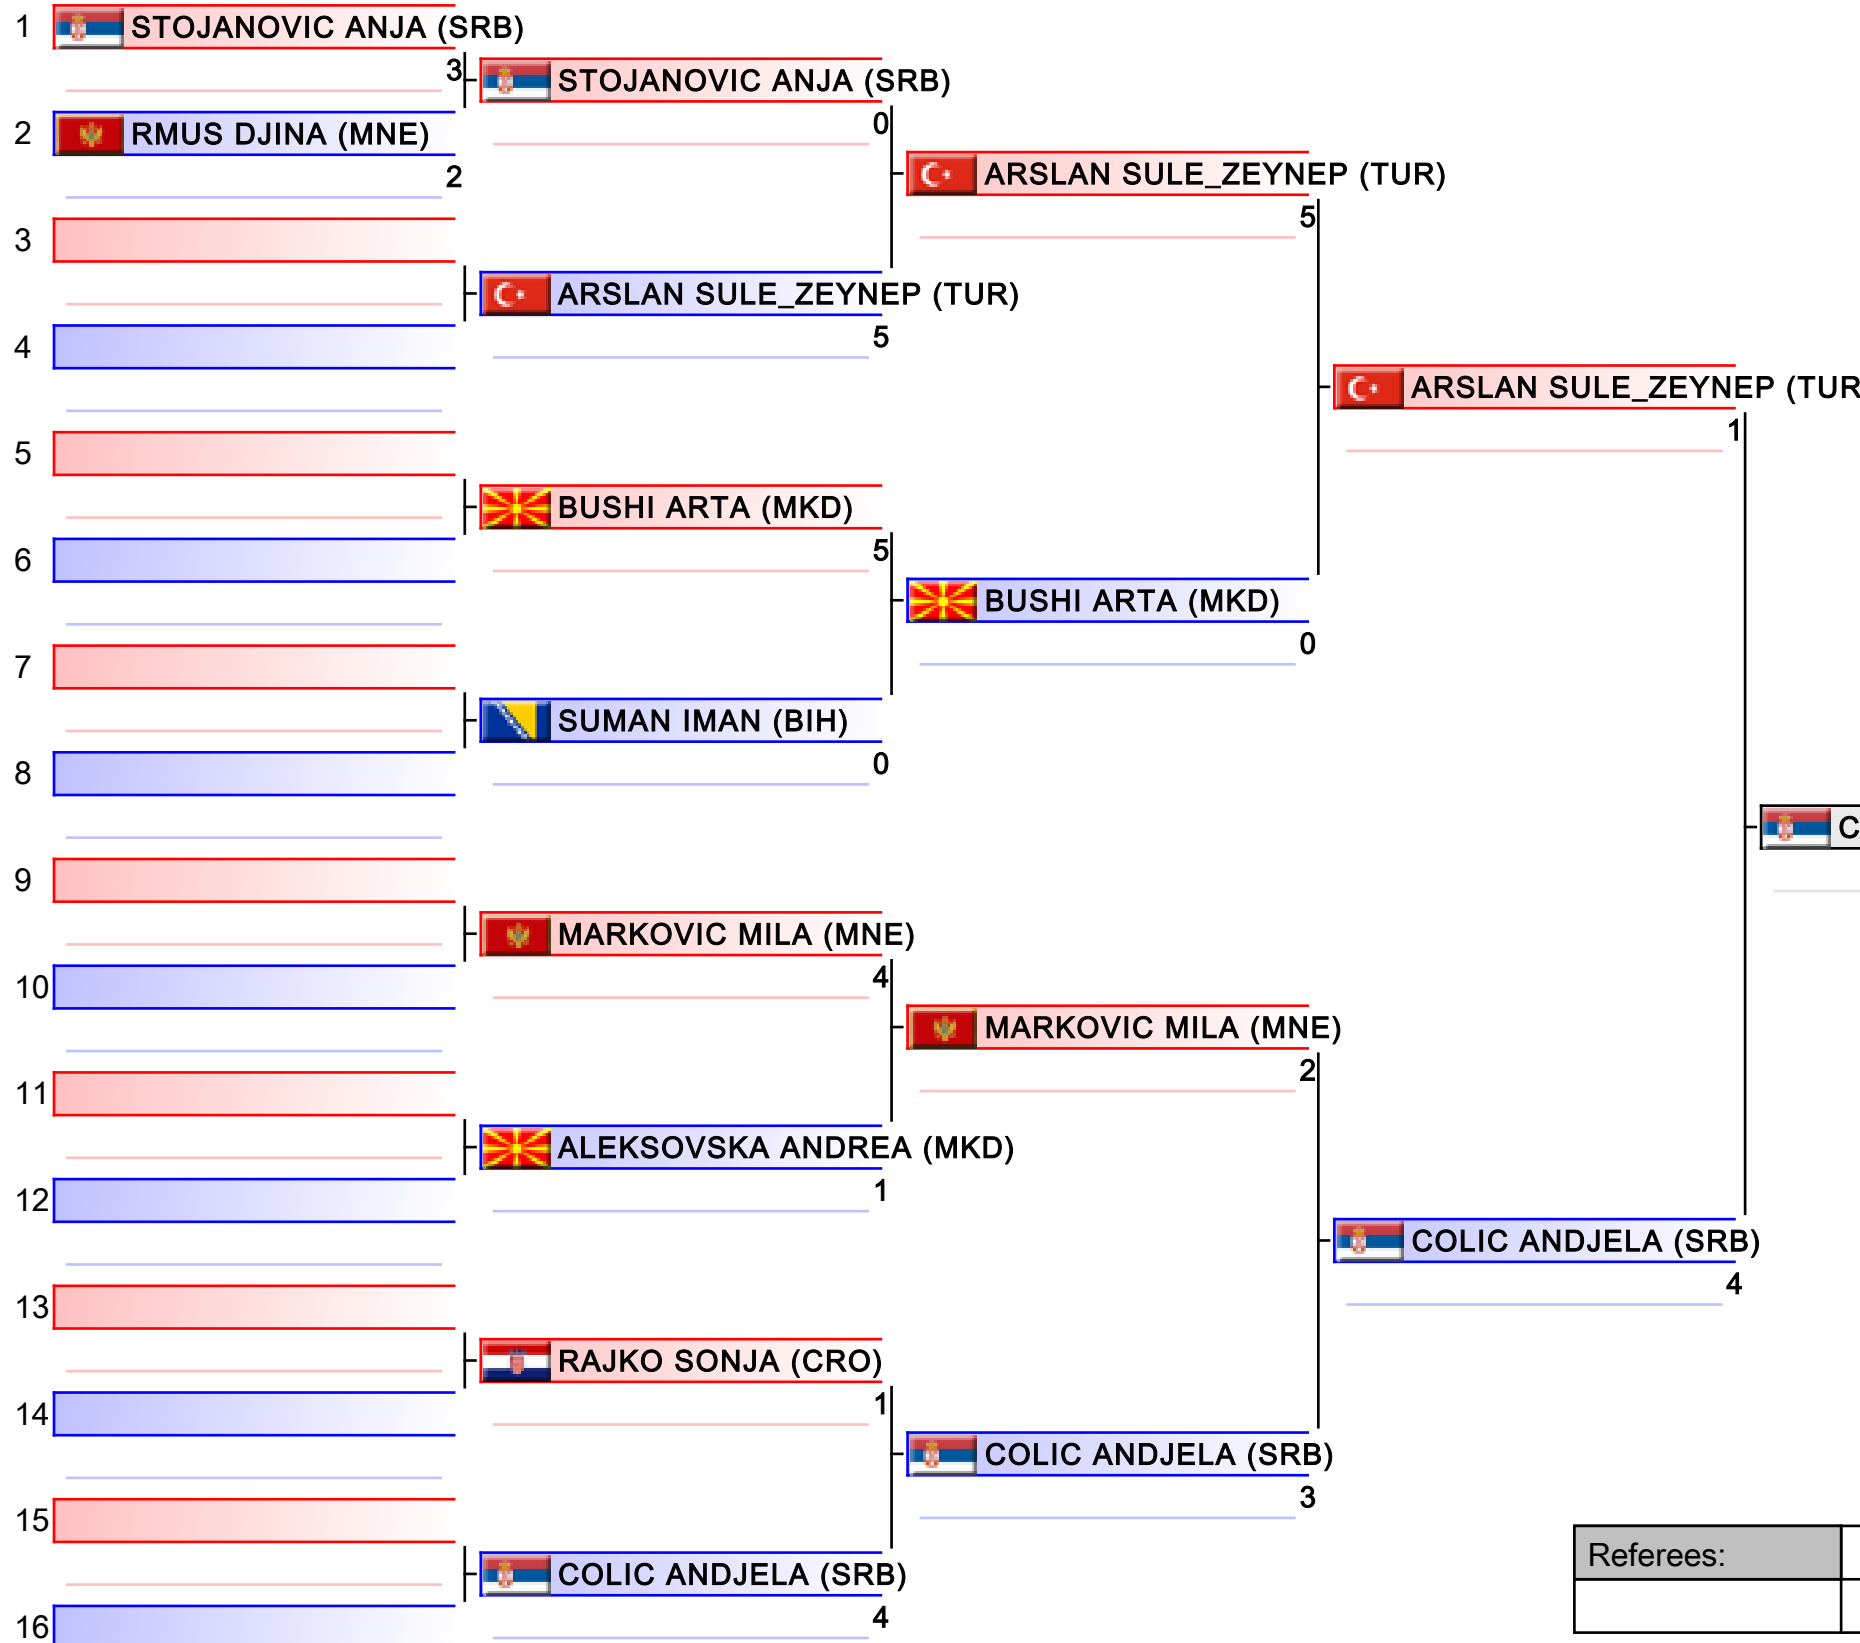 1 STOJANOVIC ANJA (SRB)
3
STOJANOVIC ANJA (SRB)
0
2 RMUS DJINA (MNE)
2
ARSLAN SULE_ZEYNEP (TUR)
5
3
ARSLAN SULE_ZEYNEP (TUR)
5
4
ARSLAN SULE_ZEYNEP (TUR
1
5
BUSHI ARTA (MKD)
5
6
BUSHI ARTA (MKD)
0
7
SUMAN IMAN (BIH)
0
8
C
9
MARKOVIC MILA (MNE)
4
10
MARKOVIC MILA (MNE)
2
11
ALEKSOVSKA ANDREA (MKD)
1
12
COLIC ANDJELA (SRB)
4
13
RAJKO SONJA (CRO)
1
14
COLIC ANDJELA (SRB)
3
15
Referees:
COLIC ANDJELA (SRB)
4
16